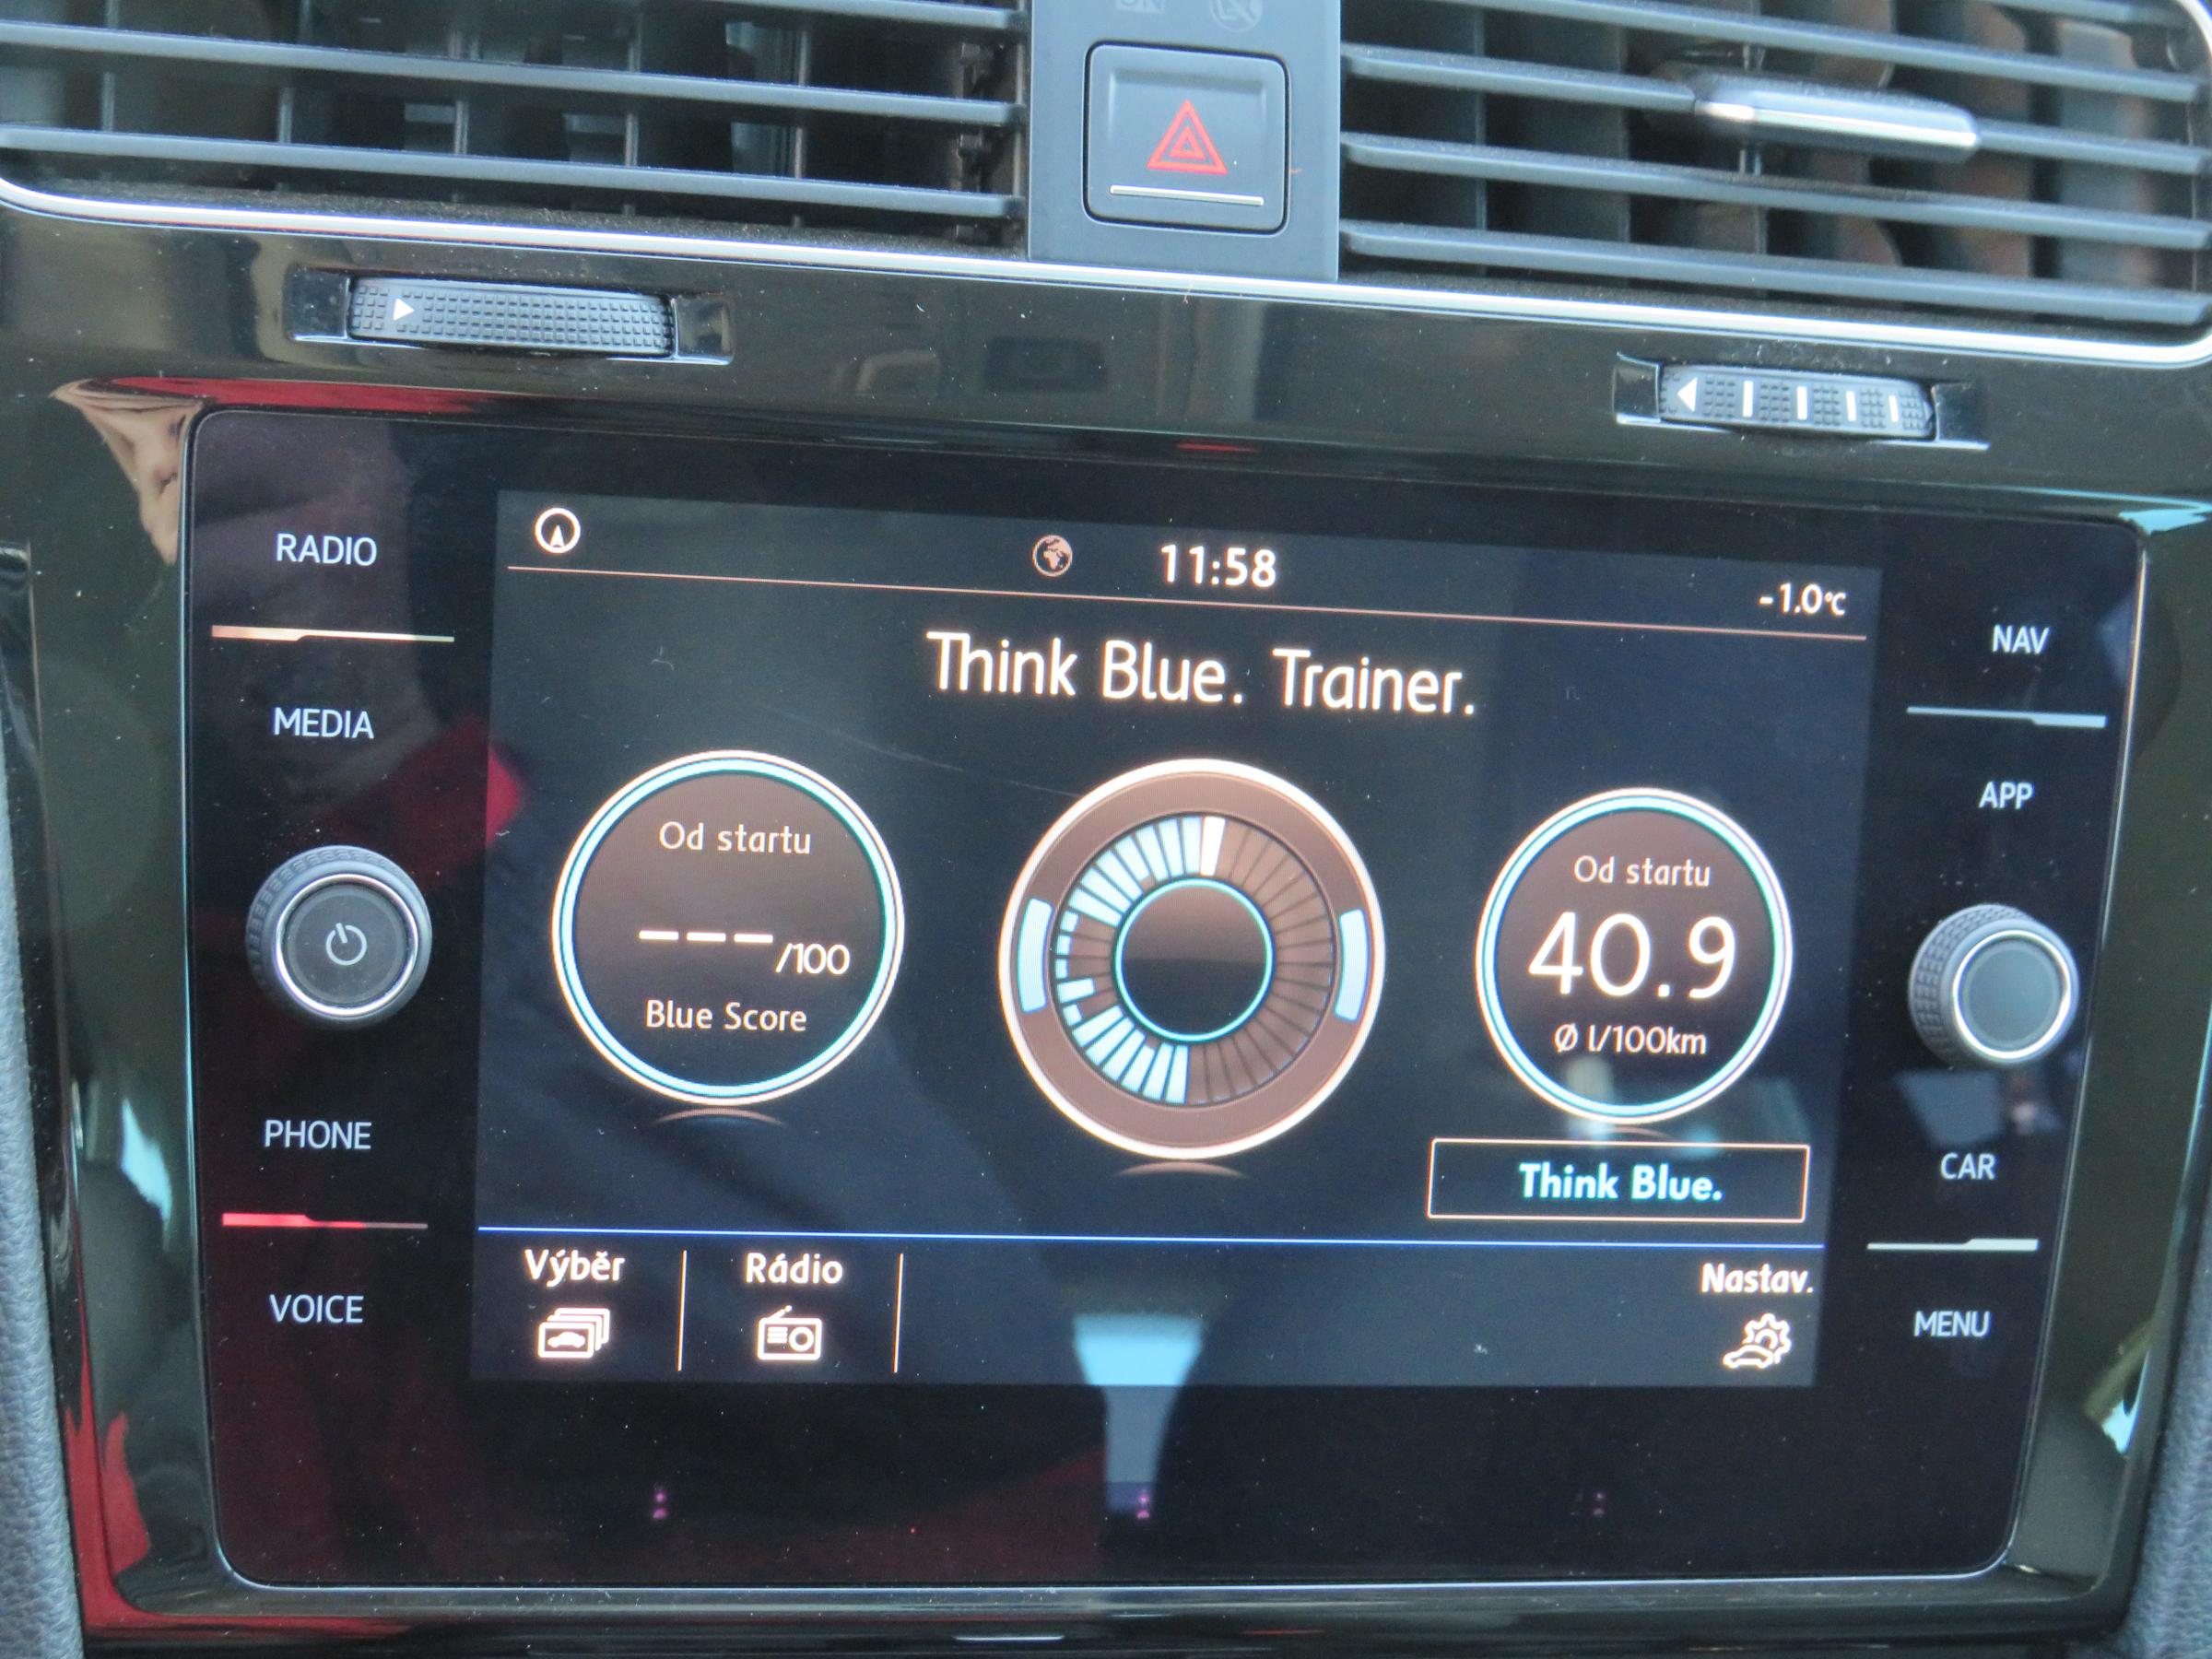 RADIO
MEDIA
PHONE
VOICE
11:58
-1.0°C
Think Blue. Trainer.
Od startu
---/100
Blue Score
Od startu
40.9
Ø l/100km
Think Blue.
Výběr
Rádio
Nastav.
NAV
APP
CAR
MENU